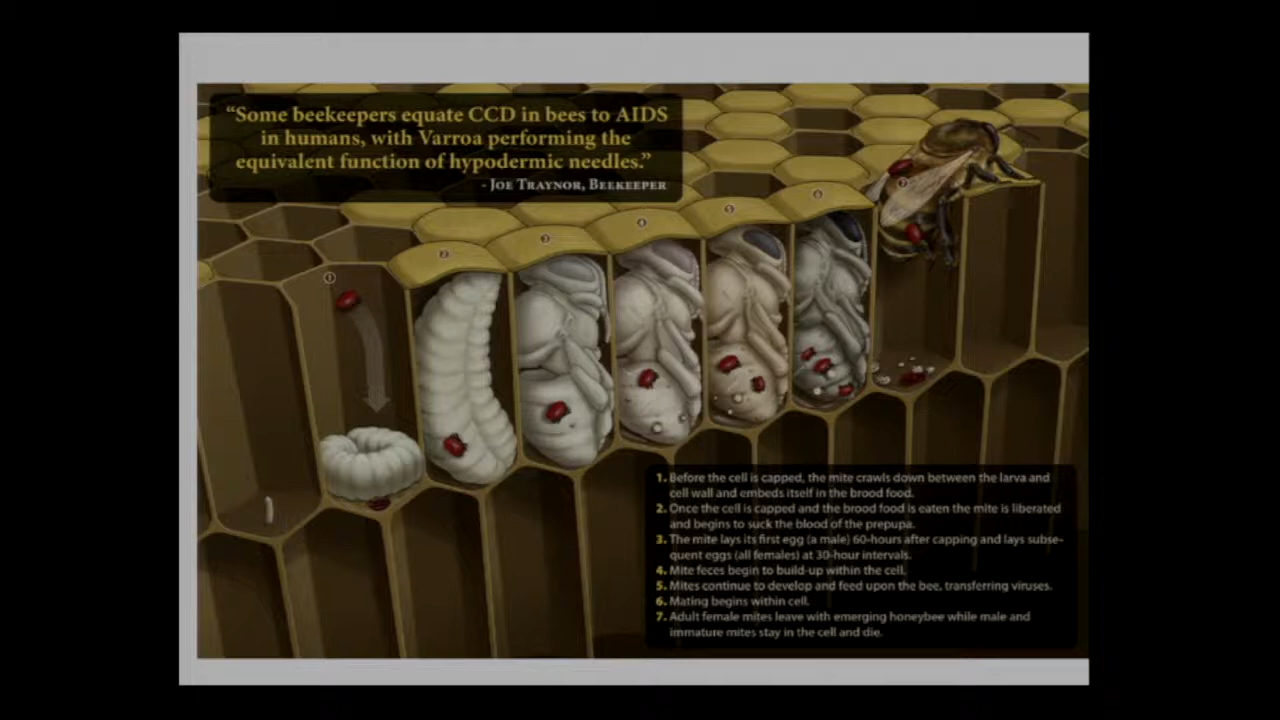 “Some beekeepers equate CCD in bees to AIDS
in humans, with Varroa performing the
equivalent function of hypodermic needles.”
- Joe Traynor, Beekeeper
1
2
3
4
5
6
7
1. Before the cell is capped, the mite crawls down between the larva and
cell wall and embeds itself in the brood food.
2. Once the cell is capped and the brood food is eaten the mite is liberated
and begins to suck the blood of the prepupa.
3. The mite lays its first egg (a male) 60-hours after capping and lays subse-
quent eggs (all females) at 30-hour intervals.
4. Mite feces begin to build-up within the cell.
5. Mites continue to develop and feed upon the bee, transferring viruses.
6. Mating begins within cell.
7. Adult female mites leave with emerging honeybee while male and
immature mites stay in the cell and die.